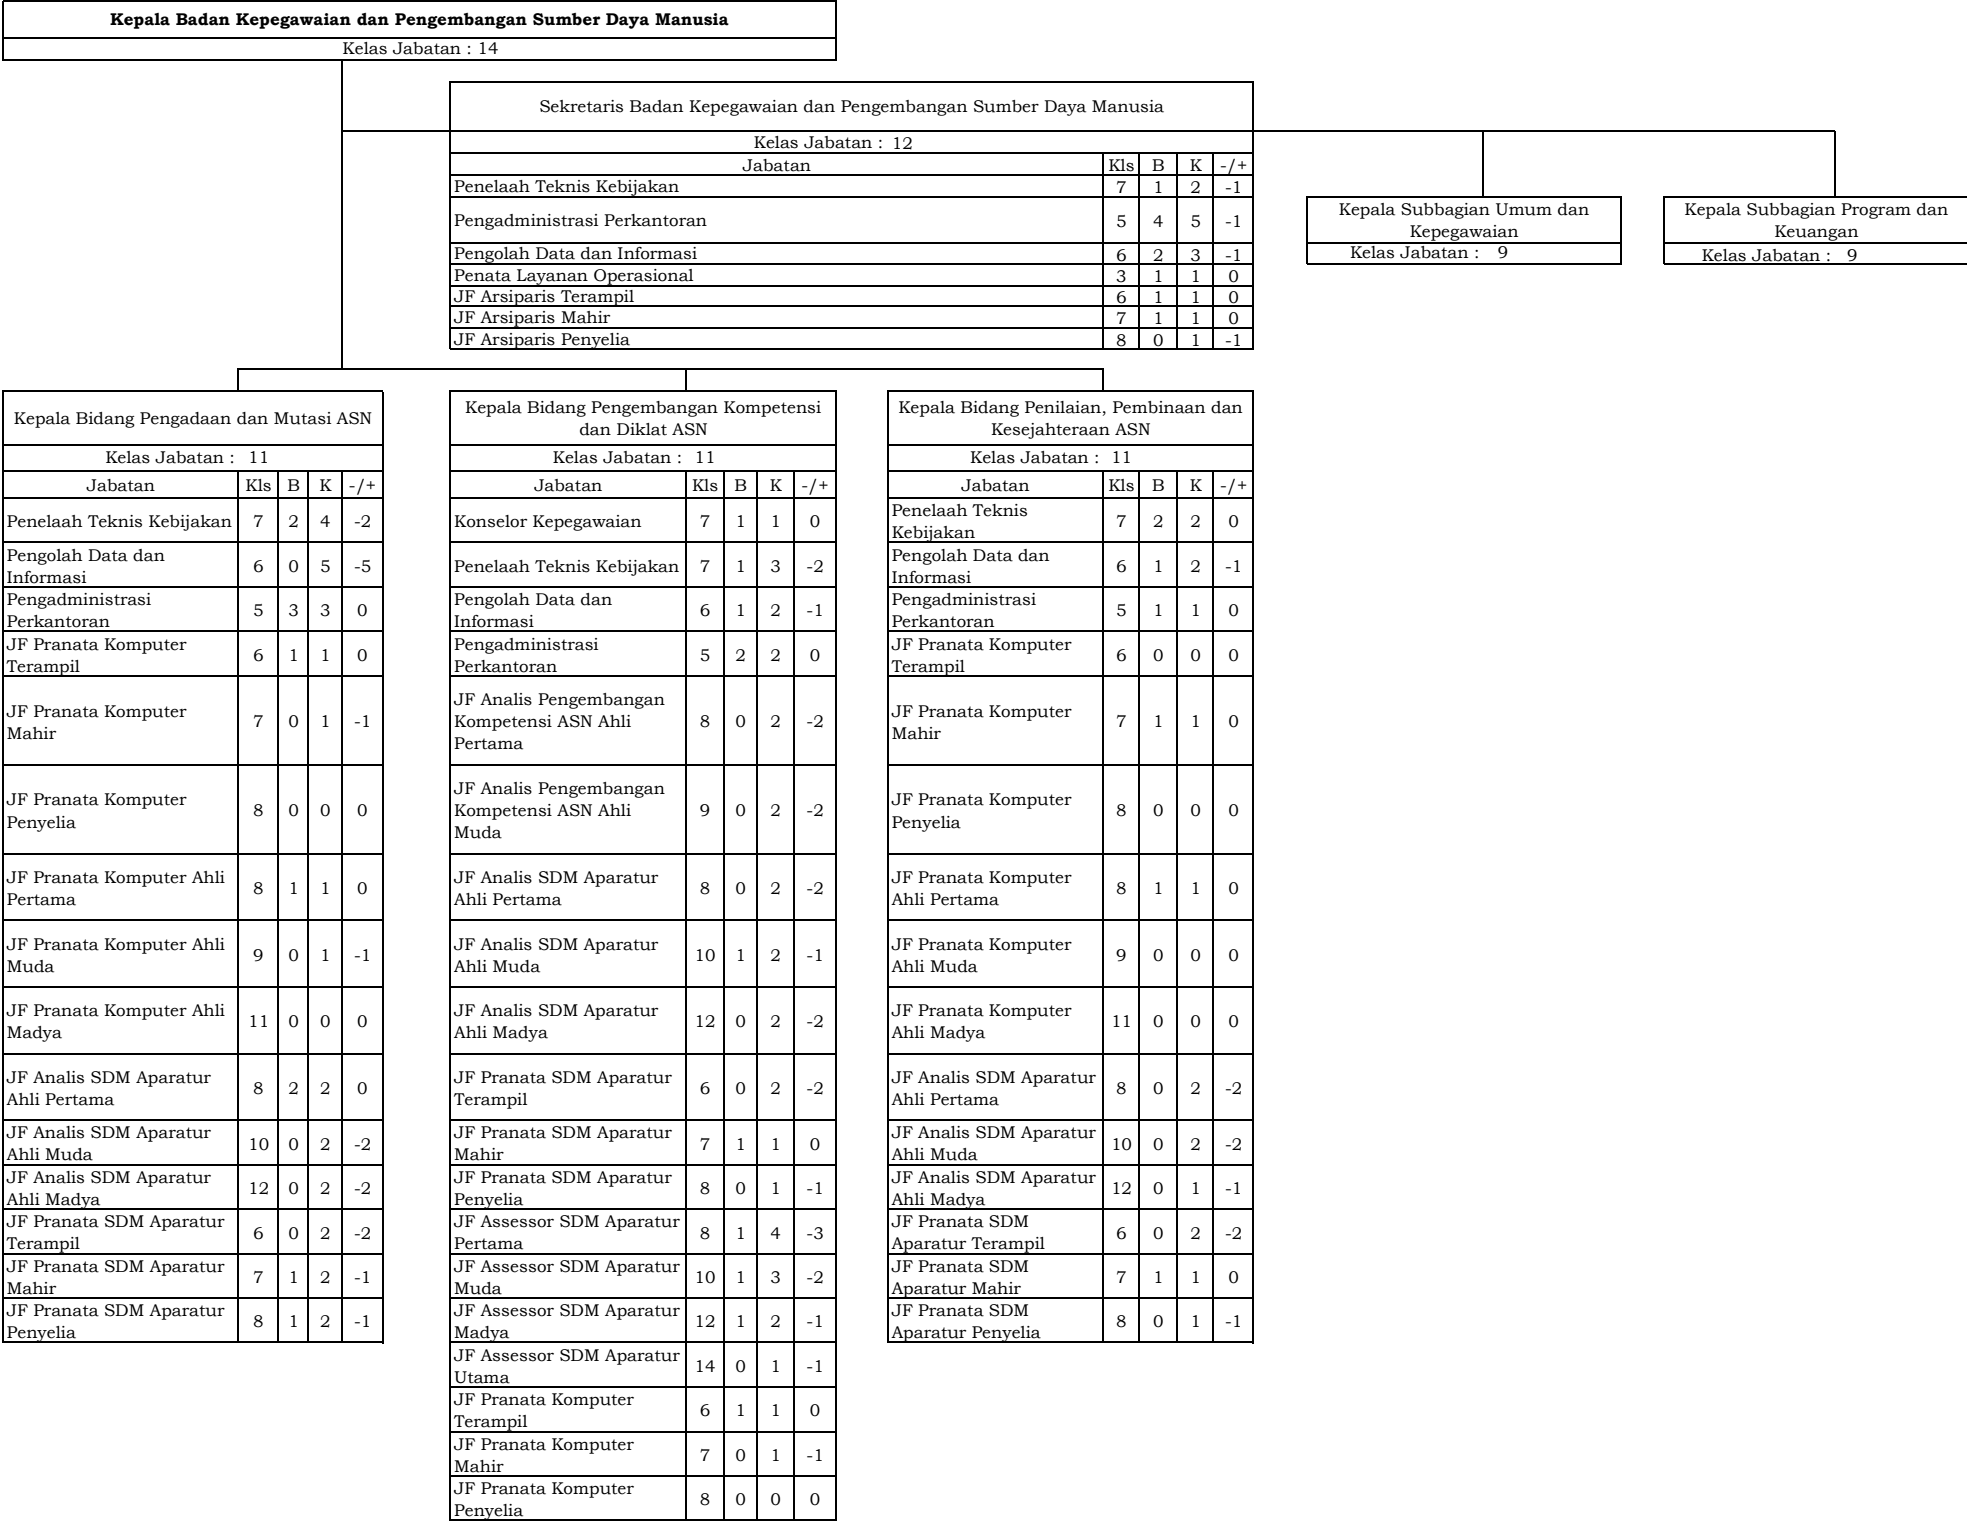 Kepala Badan Kepegawaian dan Pengembangan Sumber Daya Manusia
Kelas Jabatan : 14
Sekretaris Badan Kepegawaian dan Pengembangan Sumber Daya Manusia
Kelas Jabatan : 12
Jabatan Kls B K -/+
Penelaah Teknis Kebijakan 7 1 2 -1
Pengadministrasi Perkantoran 5 4 5 -1
Pengolah Data dan Informasi 6 2 3 -1
Penata Layanan Operasional 3 1 1 0
JF Arsiparis Terampil 6 1 1 0
JF Arsiparis Mahir 7 1 1 0
JF Arsiparis Penyelia 8 0 1 -1
Kepala Subbagian Umum dan
Kepegawaian
Kelas Jabatan : 9
Kepala Subbagian Program dan
Keuangan
Kelas Jabatan : 9
Kepala Bidang Pengadaan dan Mutasi ASN
Kelas Jabatan : 11
Jabatan Kls B K -/+
Penelaah Teknis Kebijakan 7 2 4 -2
Pengolah Data dan
Informasi 6 0 5 -5
Pengadministrasi
Perkantoran 5 3 3 0
JF Pranata Komputer
Terampil 6 1 1 0
JF Pranata Komputer
Mahir 7 0 1 -1
JF Pranata Komputer
Penyelia 8 0 0 0
JF Pranata Komputer Ahli
Pertama 8 1 1 0
JF Pranata Komputer Ahli
Muda 9 0 1 -1
JF Pranata Komputer Ahli
Madya 11 0 0 0
JF Analis SDM Aparatur
Ahli Pertama 8 2 2 0
JF Analis SDM Aparatur
Ahli Muda 10 0 2 -2
JF Analis SDM Aparatur
Ahli Madya 12 0 2 -2
JF Pranata SDM Aparatur
Terampil 6 0 2 -2
JF Pranata SDM Aparatur
Mahir 7 1 2 -1
JF Pranata SDM Aparatur
Penyelia 8 1 2 -1
Kepala Bidang Pengembangan Kompetensi
dan Diklat ASN
Kelas Jabatan : 11
Jabatan Kls B K -/+
Konselor Kepegawaian 7 1 1 0
Penelaah Teknis Kebijakan 7 1 3 -2
Pengolah Data dan
Informasi 6 1 2 -1
Pengadministrasi
Perkantoran 5 2 2 0
JF Analis Pengembangan
Kompetensi ASN Ahli
Pertama 8 0 2 -2
JF Analis Pengembangan
Kompetensi ASN Ahli
Muda 9 0 2 -2
JF Analis SDM Aparatur
Ahli Pertama 8 0 2 -2
JF Analis SDM Aparatur
Ahli Muda 10 1 2 -1
JF Analis SDM Aparatur
Ahli Madya 12 0 2 -2
JF Pranata SDM Aparatur
Terampil 6 0 2 -2
JF Pranata SDM Aparatur
Mahir 7 1 1 0
JF Pranata SDM Aparatur
Penyelia 8 0 1 -1
JF Assessor SDM Aparatur
Pertama 8 1 4 -3
JF Assessor SDM Aparatur
Muda 10 1 3 -2
JF Assessor SDM Aparatur
Madya 12 1 2 -1
JF Assessor SDM Aparatur
Utama 14 0 1 -1
JF Pranata Komputer
Terampil 6 1 1 0
JF Pranata Komputer
Mahir 7 0 1 -1
JF Pranata Komputer
Penyelia 8 0 0 0
Kepala Bidang Penilaian, Pembinaan dan
Kesejahteraan ASN
Kelas Jabatan : 11
Jabatan Kls B K -/+
Penelaah Teknis
Kebijakan 7 2 2 0
Pengolah Data dan
Informasi 6 1 2 -1
Pengadministrasi
Perkantoran 5 1 1 0
JF Pranata Komputer
Terampil 6 0 0 0
JF Pranata Komputer
Mahir 7 1 1 0
JF Pranata Komputer
Penyelia 8 0 0 0
JF Pranata Komputer
Ahli Pertama 8 1 1 0
JF Pranata Komputer
Ahli Muda 9 0 0 0
JF Pranata Komputer
Ahli Madya 11 0 0 0
JF Analis SDM Aparatur
Ahli Pertama 8 0 2 -2
JF Analis SDM Aparatur
Ahli Muda 10 0 2 -2
JF Analis SDM Aparatur
Ahli Madya 12 0 1 -1
JF Pranata SDM
Aparatur Terampil 6 0 2 -2
JF Pranata SDM
Aparatur Mahir 7 1 1 0
JF Pranata SDM
Aparatur Penyelia 8 0 1 -1